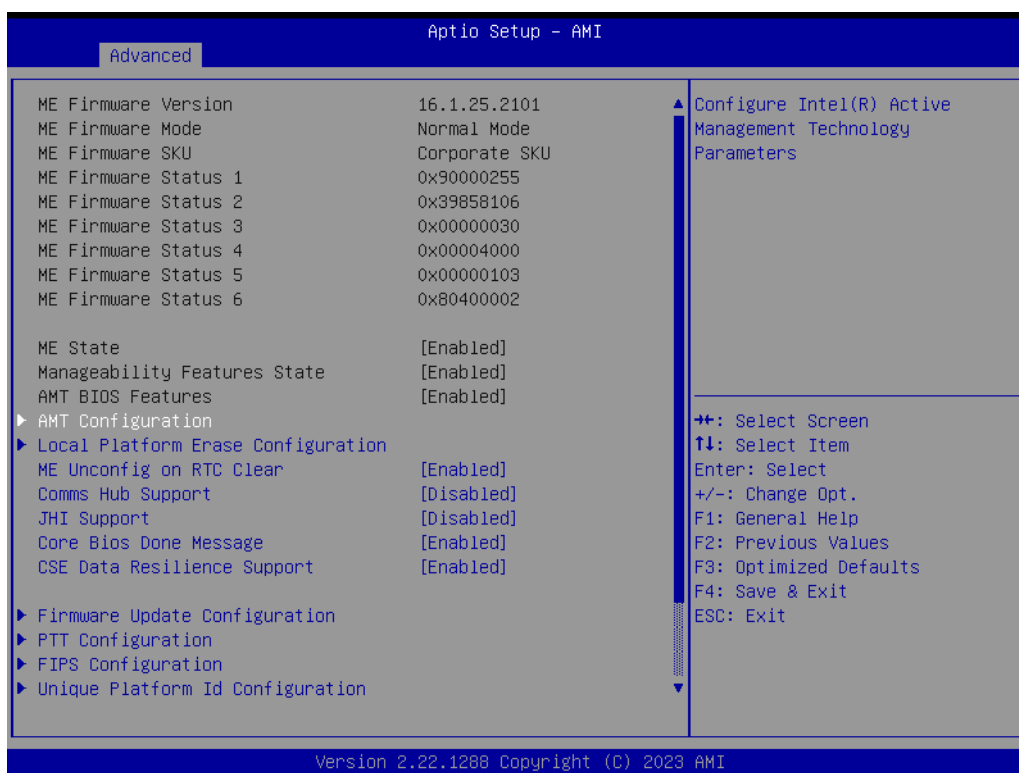 Aptio Setup – AMI
Advanced
ME Firmware Version 16.1.25.2101
ME Firmware Mode Normal Mode
ME Firmware SKU Corporate SKU
ME Firmware Status 1 0x90000255
ME Firmware Status 2 0x39858106
ME Firmware Status 3 0x00000030
ME Firmware Status 4 0x00004000
ME Firmware Status 5 0x00000103
ME Firmware Status 6 0x80400002
ME State [Enabled]
Manageability Features State [Enabled]
AMT BIOS Features [Enabled]
AMT Configuration
Local Platform Erase Configuration
ME Unconfig on RTC Clear [Enabled]
Comms Hub Support [Disabled]
JHI Support [Disabled]
Core Bios Done Message [Enabled]
CSE Data Resilience Support [Enabled]
Firmware Update Configuration
PTT Configuration
FIPS Configuration
Unique Platform Id Configuration
Configure Intel(R) Active
Management Technology
Parameters
→←: Select Screen
↑↓: Select Item
Enter: Select
+/-: Change Opt.
F1: General Help
F2: Previous Values
F3: Optimized Defaults
F4: Save & Exit
ESC: Exit
Version 2.22.1288 Copyright (C) 2023 AMI